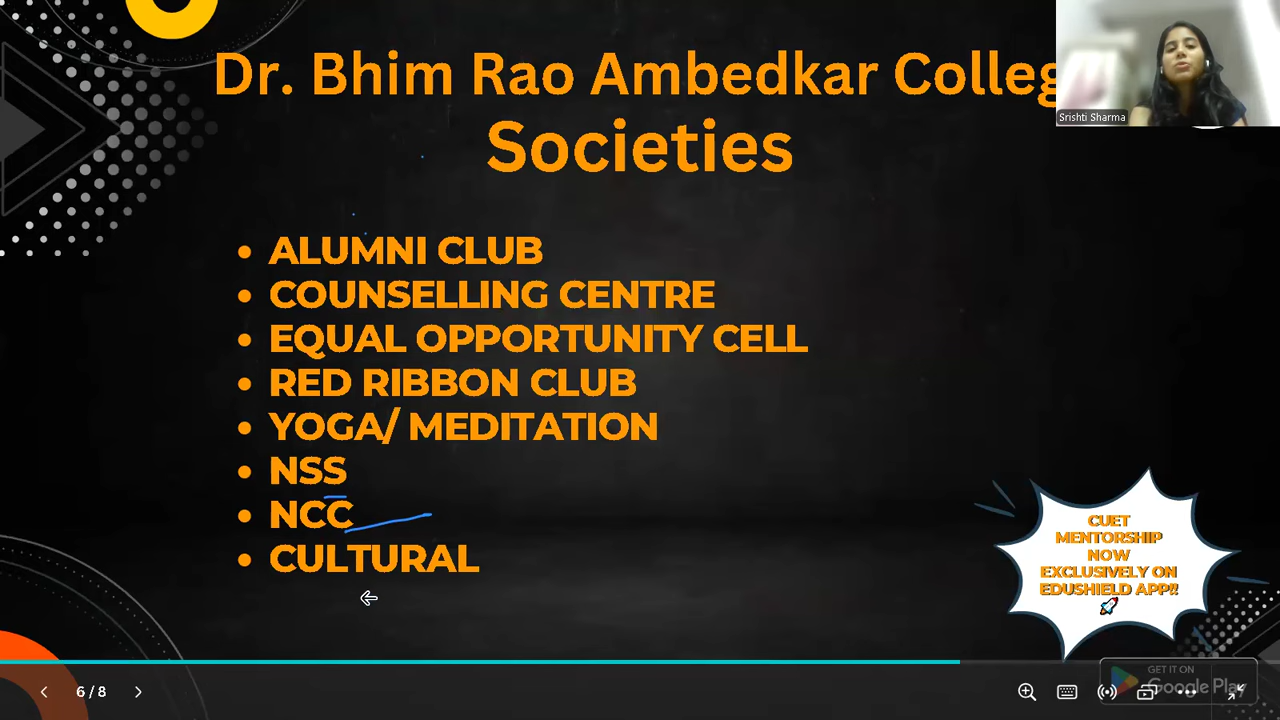 Dr. Bhim Rao Ambedkar Colleg
Societies
Srishti Sharma
• ALUMNI CLUB
• COUNSELLING CENTRE
• EQUAL OPPORTUNITY CELL
• RED RIBBON CLUB
• YOGA/ MEDITATION
• NSS
• NCC
• CULTURAL
CUET
MENTORSHIP
NOW
EXCLUSIVELY ON
EDUSHIELD APP!!
🚀
GET IT ON
Google Play
6 / 8